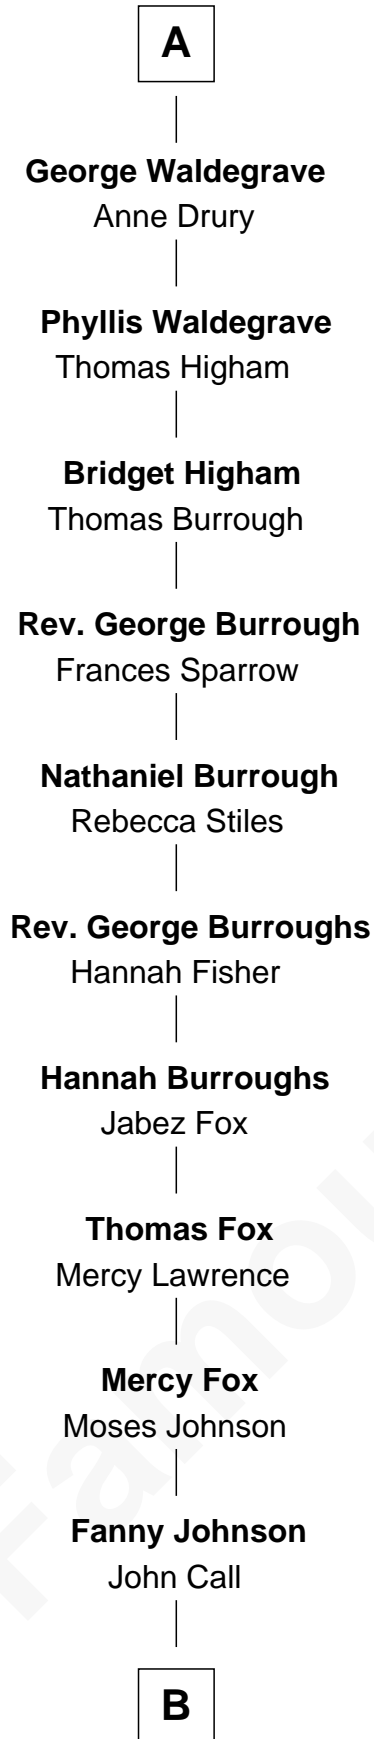 A
George Waldegrave
Anne Drury
Phyllis Waldegrave
Thomas Higham
Bridget Higham
Thomas Burrough
Rev. George Burrough
Frances Sparrow
Nathaniel Burrough
Rebecca Stiles
Rev. George Burroughs
Hannah Fisher
Hannah Burroughs
Jabez Fox
Thomas Fox
Mercy Lawrence
Mercy Fox
Moses Johnson
Fanny Johnson
John Call
B